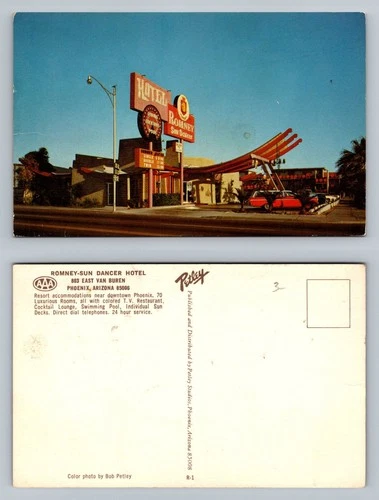 HOTEL
ROMNEY
Sun Dancer
ROMNEY-SUN DANCER HOTEL
803 EAST VAN BUREN
PHOENIX, ARIZONA 85006
AAA
Resort accommodations near downtown Phoenix, 70
Luxurious Rooms, all with colored T.V. Restaurant,
Cocktail Lounge, Swimming Pool, Individual Sun
Decks. Direct dial telephones. 24 hour service.
Petley
Published and Distributed by Petley Studios, Phoenix, Arizona 85008
3
Color photo by Bob Petley
R-1